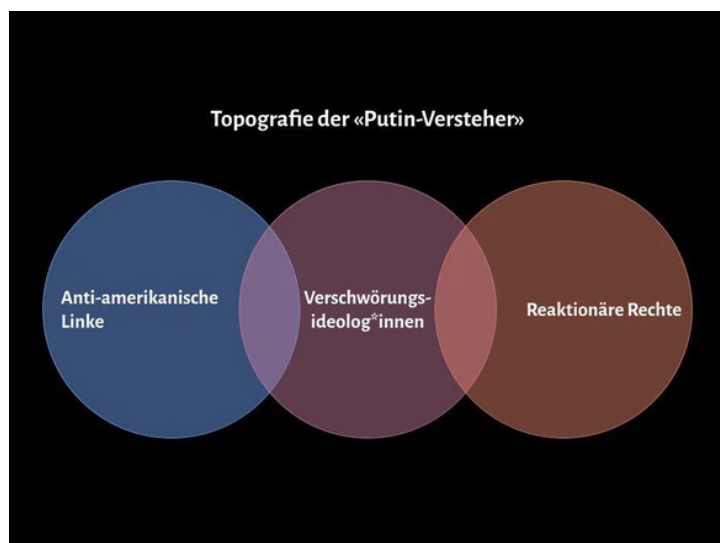 Topografie der «Putin-Versteher»
Anti-amerikanische
Linke
Verschwörungs-
ideolog*innen
Reaktionäre Rechte